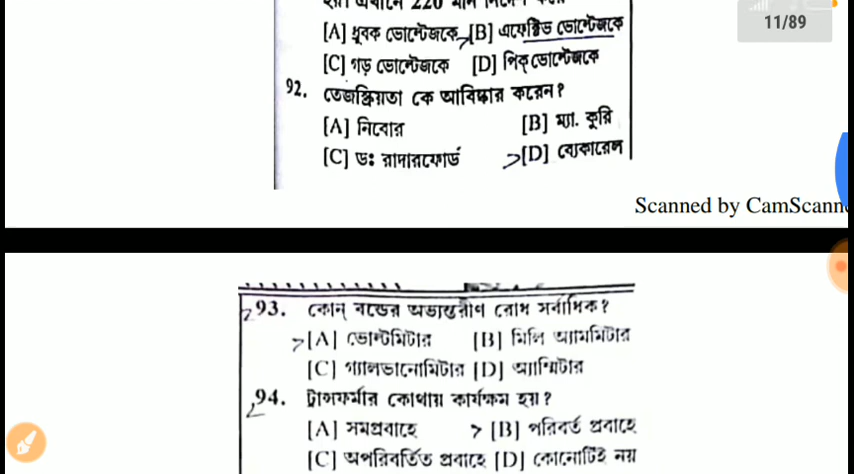 220
11/89
[A] ধ্রুবক ভোল্টেজকে [B] এফেক্টিভ ভোল্টেজকে
[C] গড় ভোল্টেজকে [D] পিক্ ভোল্টেজকে
92. তেজস্ক্রিয়তা কে আবিষ্কার করেন?
[A] নিবোর [B] ম্যা. কুরি
[C] ডঃ রাদারফোর্ড [D] ব্যেকারেল
Scanned by CamScann
93. কোন্ যন্ত্রের অভ্যন্তরীণ রোধ সর্বাধিক?
[A] ভোল্টমিটার [B] মিলি অ্যামমিটার
[C] গ্যালভানোমিটার [D] অ্যামিটার
94. ট্রান্সফর্মার কোথায় কার্যক্ষম হয়?
[A] সমপ্রবাহে [B] পরিবর্ত প্রবাহে
[C] অপরিবর্তিত প্রবাহে [D] কোনোটিই নয়